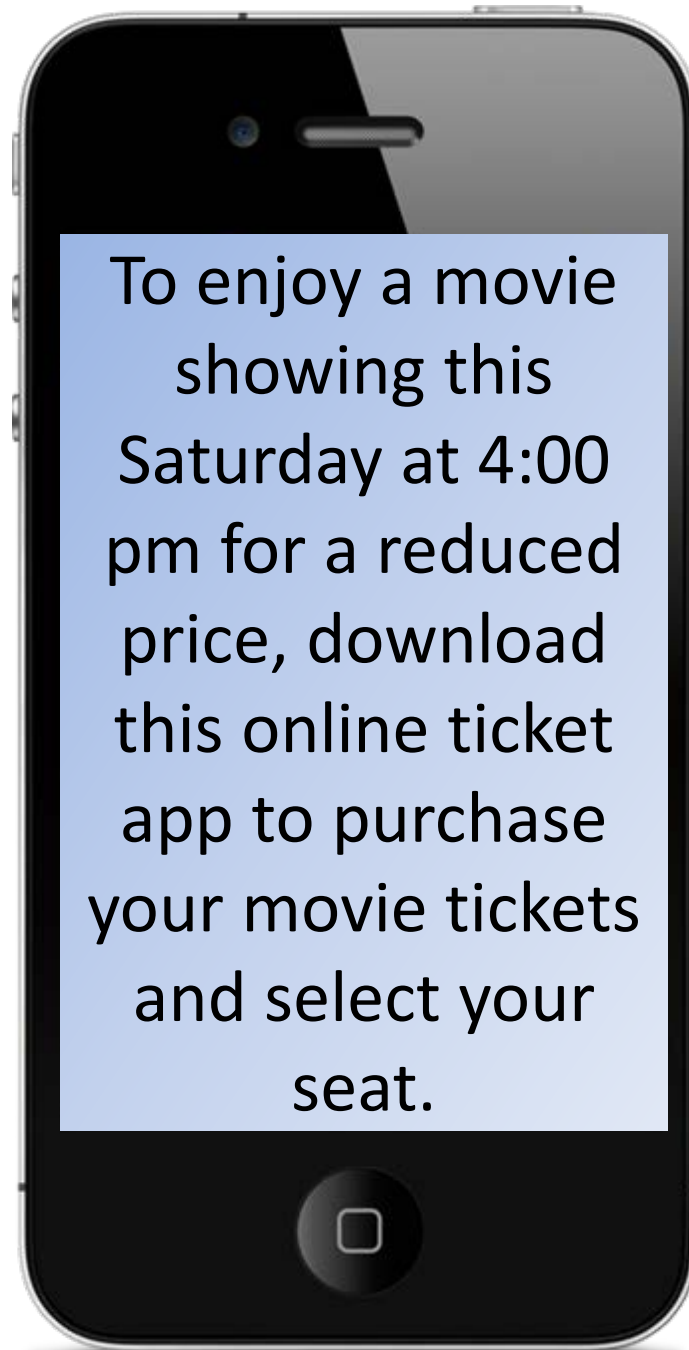 To enjoy a movie
showing this
Saturday at 4:00
pm for a reduced
price, download
this online ticket
app to purchase
your movie tickets
and select your
seat.